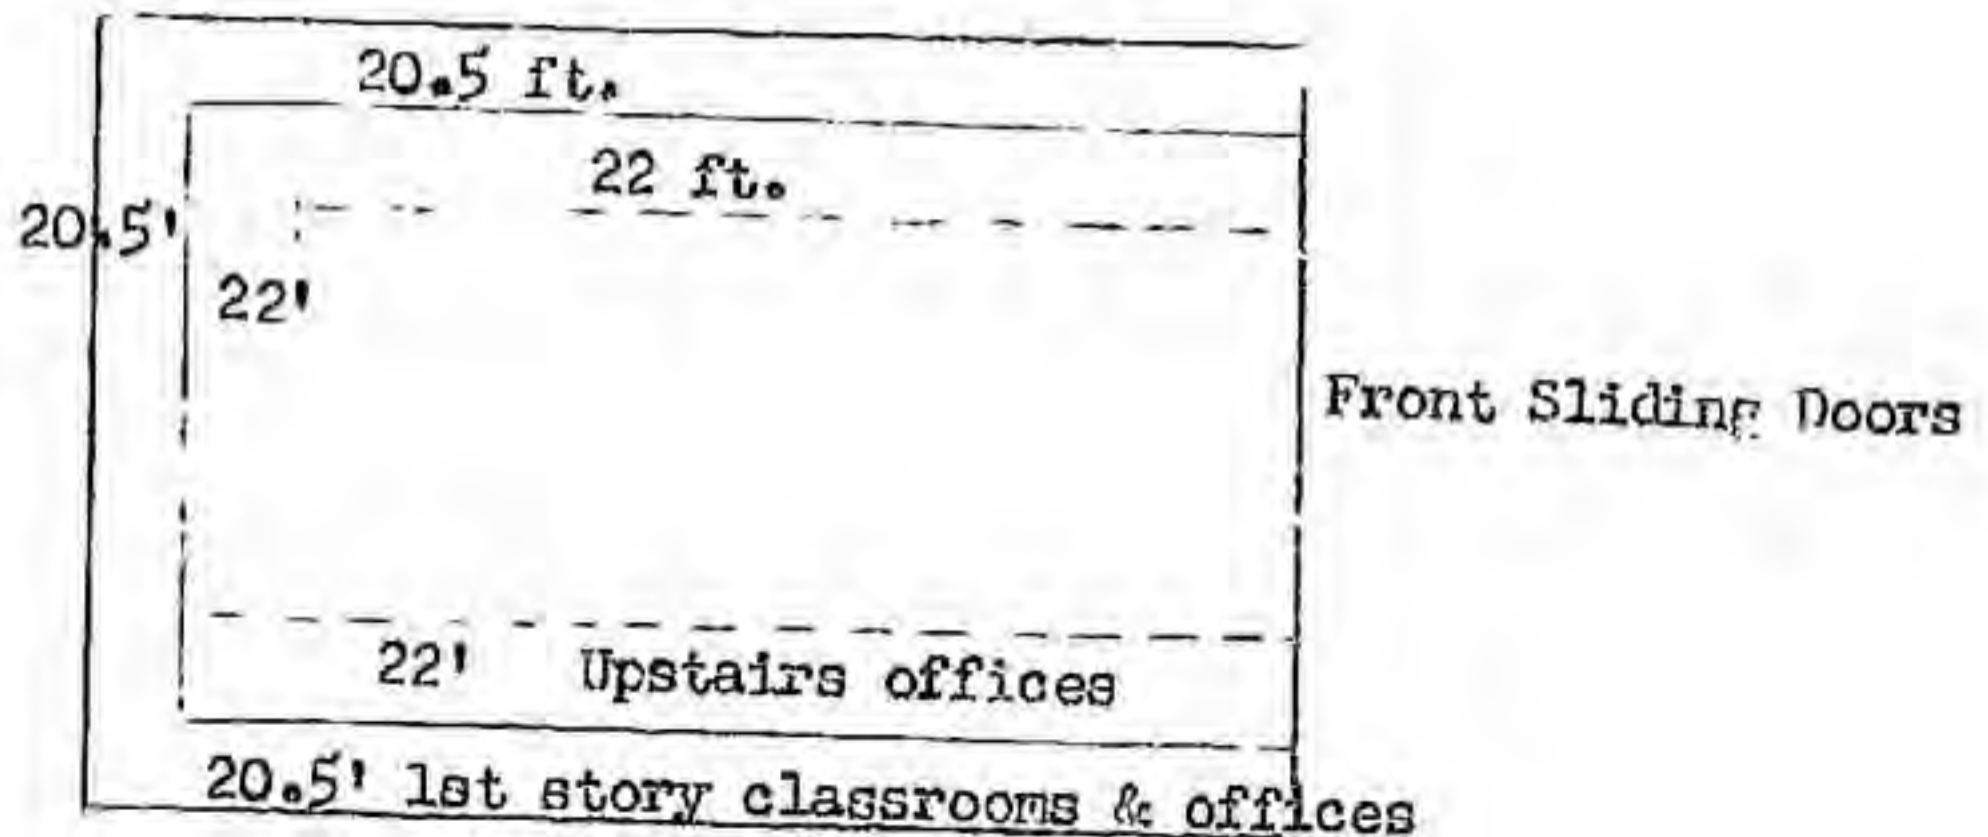 20.5 ft.
22 ft.
20.5'
22'
Front Sliding Doors
22' Upstairs offices
20.5' 1st story classrooms & offices